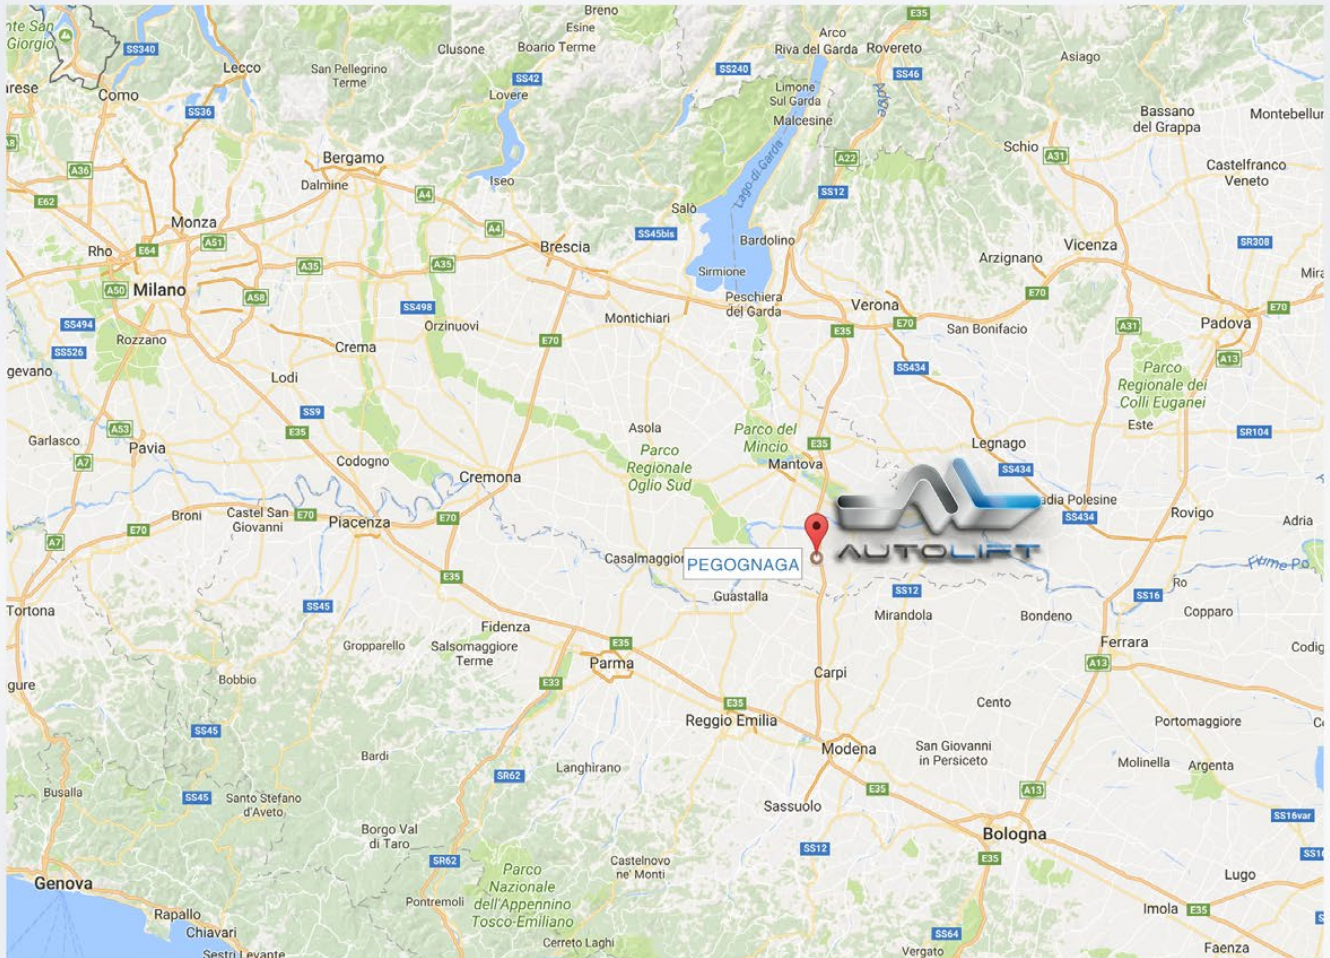 Breno
Esine
E35
Arco
nte San
Giorgio
SS340
Clusone
Boario Terme
Riva del Garda
Rovereto
Lecco
San Pellegrino
Terme
SS42
SS240
SS46
Asiago
Como
Lovere
Limone
Sul Garda
Adige
arese
SS36
Malcesine
Bassano
del Grappa
Montebellur
A8
Schio
A31
Bergamo
A22
Castelfranco
Veneto
A36
Dalmine
A4
Iseo
Lago di Garda
SS12
E62
Salò
Monza
A4
SS45bis
Bardolino
Vicenza
SR308
Rho
E64
A51
Brescia
Arzignano
A35
A35
Sirmione
Mira
A50
Milano
A58
SS498
Peschiera
del Garda
Verona
E70
E70
SS494
Orzinuovi
Montichiari
E35
E70
San Bonifacio
A31
Padova
Rozzano
E70
SS526
Crema
A13
gevano
Lodi
SS434
Parco
Regionale dei
Colli Euganei
SS9
Asola
Parco del
Mincio
Este
A53
E35
E35
SR104
Garlasco
Pavia
Parco
Regionale
Oglio Sud
Legnago
A7
Codogno
Cremona
Mantova
SS434
adia Polesine
Broni
Castel San
Giovanni
E70
Piacenza
E70
SS434
Rovigo
Adria
E70
A7
AUTOLIFT
Casalmaggior
PEGOGNAGA
Fiume Po
E35
Guastalla
SS12
Ro
SS16
Tortona
SS45
Mirandola
Bondeno
Copparo
Fidenza
Gropparello
Salsomaggiore
Terme
E35
Ferrara
Codig
Parma
A13
Bobbio
Carpi
gure
E33
E35
Cento
SS45
Reggio Emilia
Portomaggiore
Co
Modena
San Giovanni
in Persiceto
Bardi
Langhirano
Molinella
Argenta
SR62
Busalla
SS45
Santo Stefano
d'Aveto
Sassuolo
E35
A13
SS16var
Borgo Val
di Taro
Bologna
SS12
SR62
Castelnovo
ne' Monti
E35
SS16
Genova
Parco
Nazionale
dell'Appennino
Tosco-Emiliano
Lugo
Pontremoli
Rapallo
Imola
E35
Chiavari
SS64
Cerreto Laghi
Sestri Levante
Vergato
Faenza